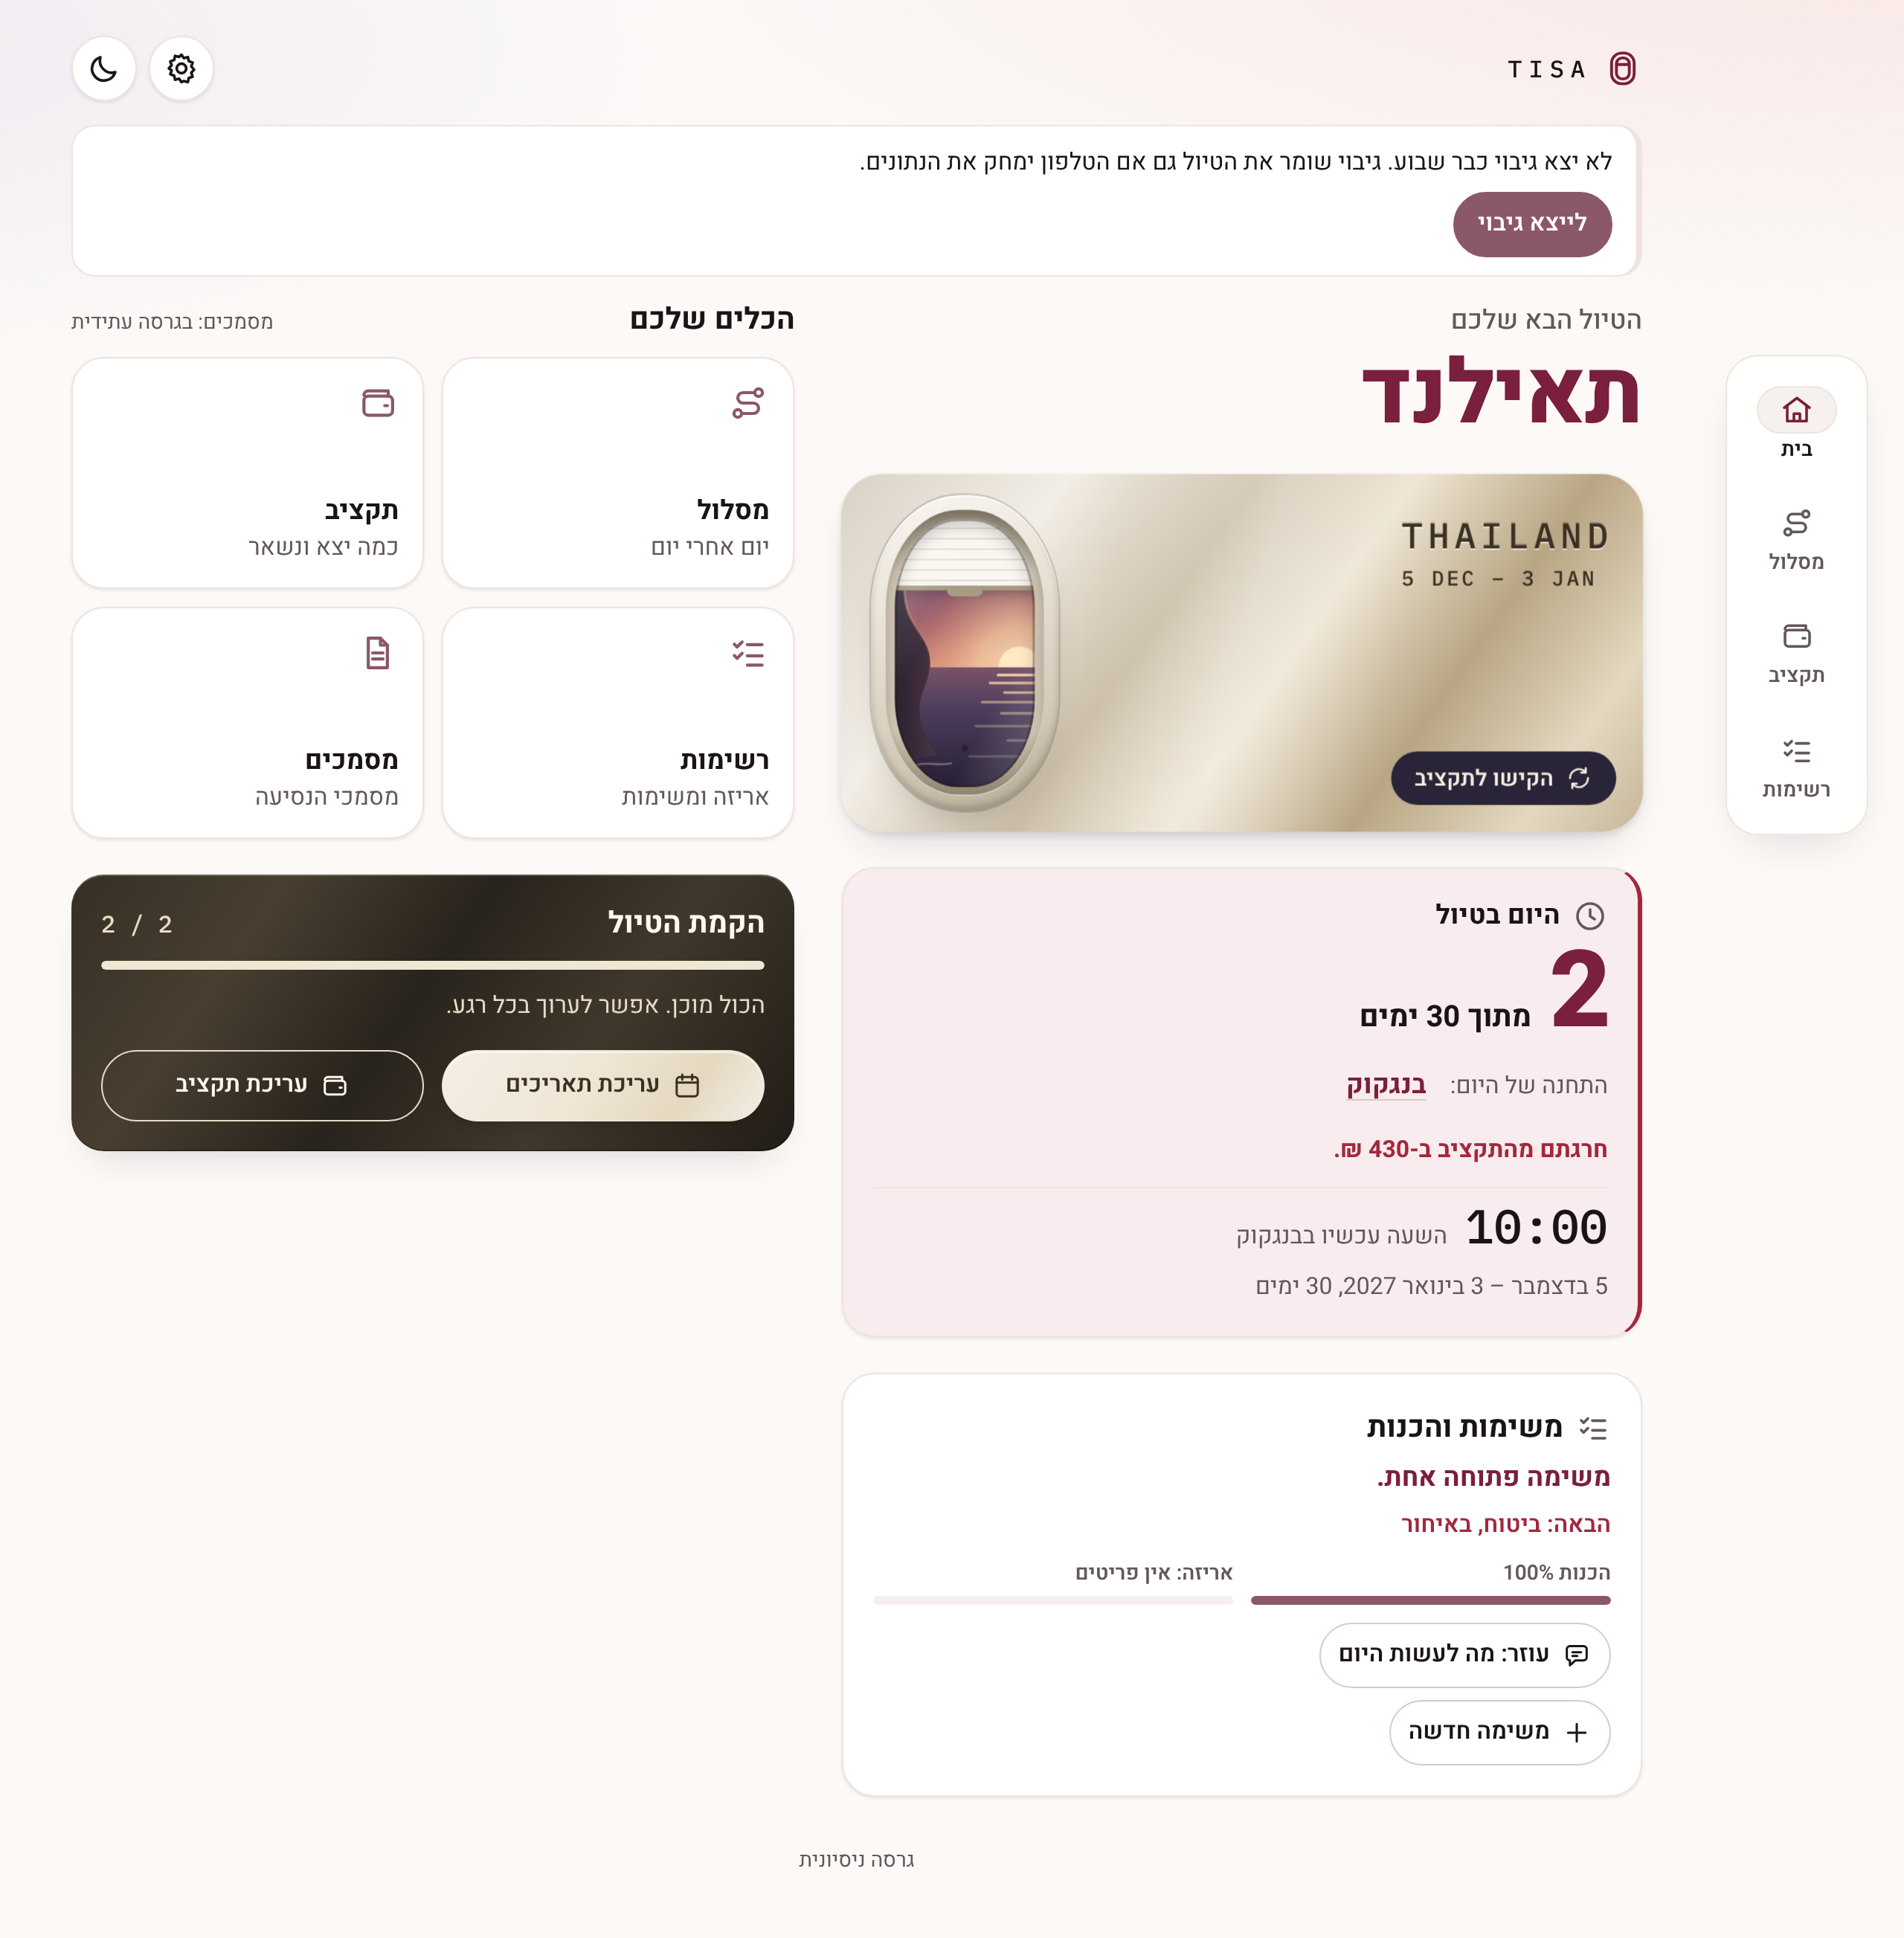 TISA
לא יצא גיבוי כבר שבוע. גיבוי שומר את הטיול גם אם הטלפון ימחק את הנתונים.
לייצא גיבוי
בית
מסלול
תקציב
רשימות
הטיול הבא שלכם
תאילנד
THAILAND
5 DEC – 3 JAN
הקישו לתקציב
היום בטיול
2 מתוך 30 ימים
התחנה של היום: בנגקוק
חרגתם מהתקציב ב-430 ₪.
10:00 השעה עכשיו בבנגקוק
5 בדצמבר – 3 בינואר 2027, 30 ימים
משימות והכנות
משימה פתוחה אחת.
הבאה: ביטוח, באיחור
הכנות 100%
אריזה: אין פריטים
עוזר: מה לעשות היום
משימה חדשה
הכלים שלכם
מסמכים: בגרסה עתידית
מסלול
יום אחרי יום
תקציב
כמה יצא ונשאר
רשימות
אריזה ומשימות
מסמכים
מסמכי הנסיעה
הקמת הטיול
2 / 2
הכול מוכן. אפשר לערוך בכל רגע.
עריכת תאריכים
עריכת תקציב
גרסה ניסיונית